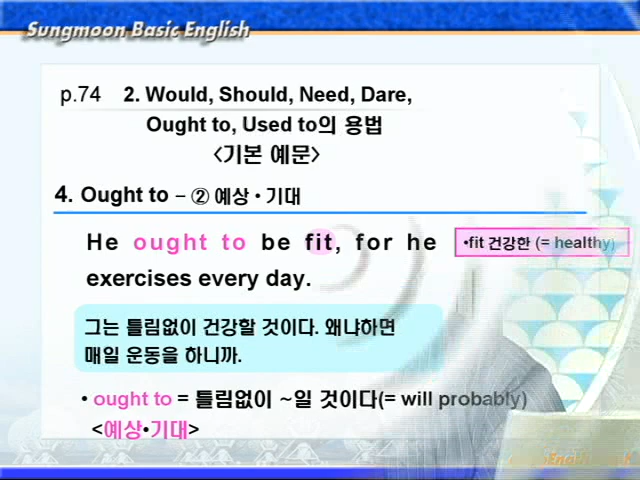 Sungmoon Basic English
p.74 2. Would, Should, Need, Dare,
Ought to, Used to의 용법
<기본 예문>
4. Ought to – ② 예상 • 기대
He ought to be fit, for he
•fit 건강한 (= healthy)
exercises every day.
그는 틀림없이 건강할 것이다. 왜냐하면
매일 운동을 하니까.
• ought to = 틀림없이 ~일 것이다(= will probably)
<예상•기대>